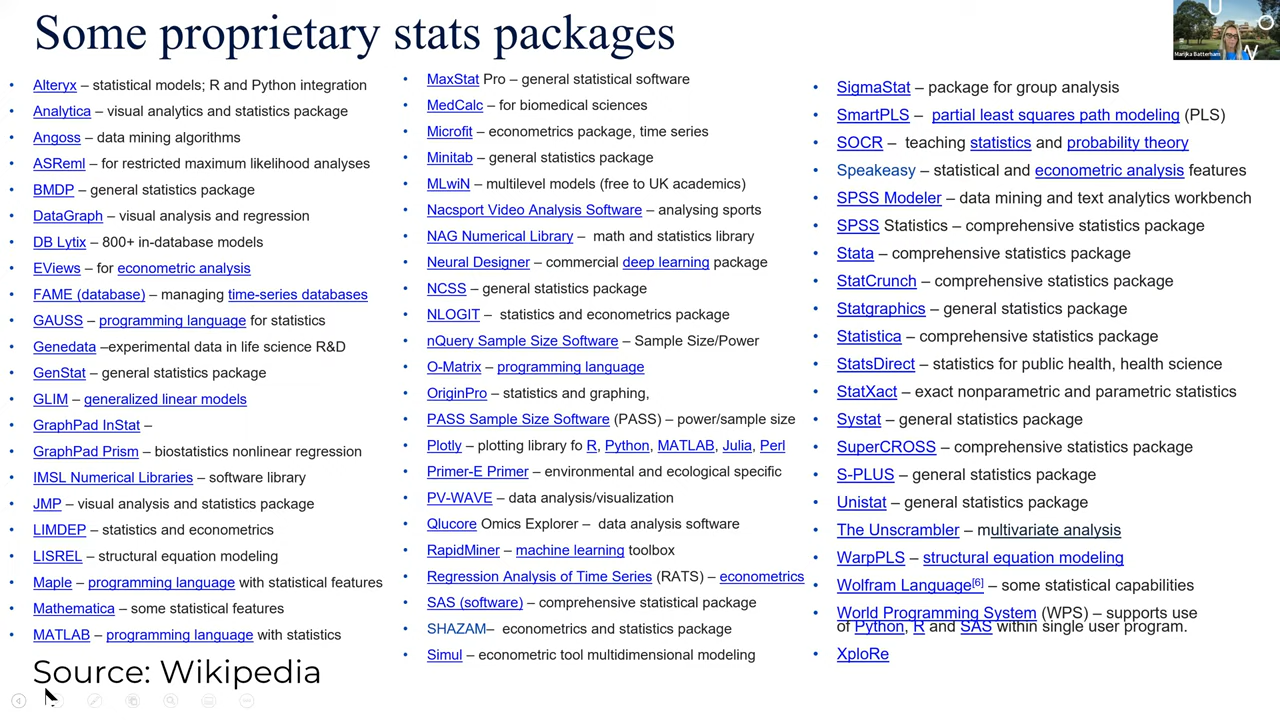 Some proprietary stats packages
• Alteryx – statistical models; R and Python integration
• Analytica – visual analytics and statistics package
• Angoss – data mining algorithms
• ASReml – for restricted maximum likelihood analyses
• BMDP – general statistics package
• DataGraph – visual analysis and regression
• DB Lytix – 800+ in-database models
• EViews – for econometric analysis
• FAME (database) – managing time-series databases
• GAUSS – programming language for statistics
• Genedata –experimental data in life science R&D
• GenStat – general statistics package
• GLIM – generalized linear models
• GraphPad InStat –
• GraphPad Prism – biostatistics nonlinear regression
• IMSL Numerical Libraries – software library
• JMP – visual analysis and statistics package
• LIMDEP – statistics and econometrics
• LISREL – structural equation modeling
• Maple – programming language with statistical features
• Mathematica – some statistical features
• MATLAB – programming language with statistics
Source: Wikipedia
• MaxStat Pro – general statistical software
• MedCalc – for biomedical sciences
• Microfit – econometrics package, time series
• Minitab – general statistics package
• MLwiN – multilevel models (free to UK academics)
• Nacsport Video Analysis Software – analysing sports
• NAG Numerical Library – math and statistics library
• Neural Designer – commercial deep learning package
• NCSS – general statistics package
• NLOGIT – statistics and econometrics package
• nQuery Sample Size Software – Sample Size/Power
• O-Matrix – programming language
• OriginPro – statistics and graphing,
• PASS Sample Size Software (PASS) – power/sample size
• Plotly – plotting library fo R, Python, MATLAB, Julia, Perl
• Primer-E Primer – environmental and ecological specific
• PV-WAVE – data analysis/visualization
• Qlucore Omics Explorer – data analysis software
• RapidMiner – machine learning toolbox
• Regression Analysis of Time Series (RATS) – econometrics
• SAS (software) – comprehensive statistical package
• SHAZAM– econometrics and statistics package
• Simul – econometric tool multidimensional modeling
• SigmaStat – package for group analysis
• SmartPLS – partial least squares path modeling (PLS)
• SOCR – teaching statistics and probability theory
• Speakeasy – statistical and econometric analysis features
• SPSS Modeler – data mining and text analytics workbench
• SPSS Statistics – comprehensive statistics package
• Stata – comprehensive statistics package
• StatCrunch – comprehensive statistics package
• Statgraphics – general statistics package
• Statistica – comprehensive statistics package
• StatsDirect – statistics for public health, health science
• StatXact – exact nonparametric and parametric statistics
• Systat – general statistics package
• SuperCROSS – comprehensive statistics package
• S-PLUS – general statistics package
• Unistat – general statistics package
• The Unscrambler – multivariate analysis
• WarpPLS – structural equation modeling
• Wolfram Language[6] – some statistical capabilities
• World Programming System (WPS) – supports use
of Python, R and SAS within single user program.
• XploRe
U
O
W
Marijka Batterham